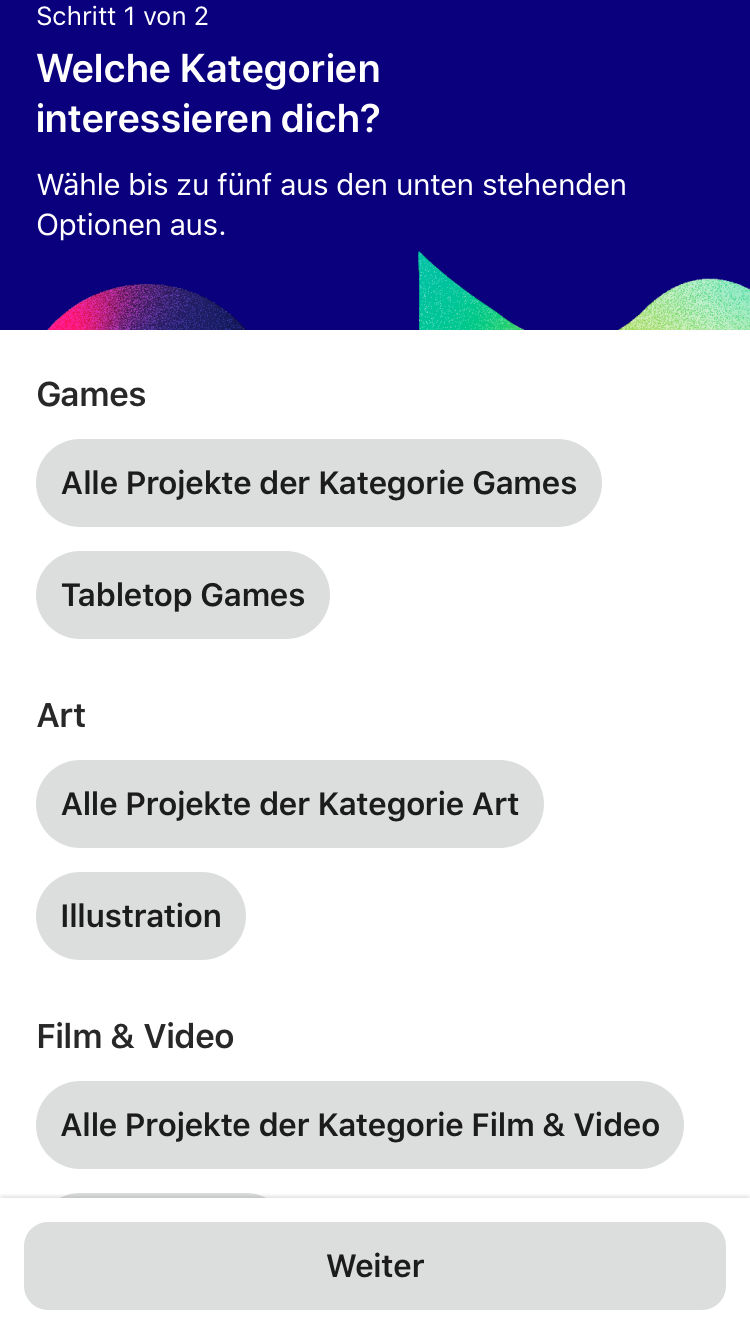 Schritt 1 von 2
Welche Kategorien
interessieren dich?
Wähle bis zu fünf aus den unten stehenden
Optionen aus.
Games
Alle Projekte der Kategorie Games
Tabletop Games
Art
Alle Projekte der Kategorie Art
Illustration
Film & Video
Alle Projekte der Kategorie Film & Video
Weiter